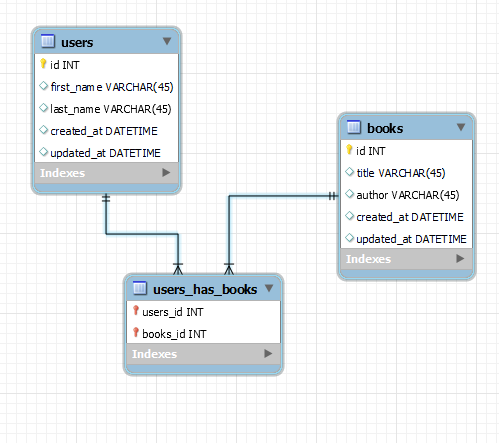 users
id INT
first_name VARCHAR(45)
last_name VARCHAR(45)
created_at DATETIME
updated_at DATETIME
Indexes
books
id INT
title VARCHAR(45)
author VARCHAR(45)
created_at DATETIME
updated_at DATETIME
Indexes
users_has_books
users_id INT
books_id INT
Indexes